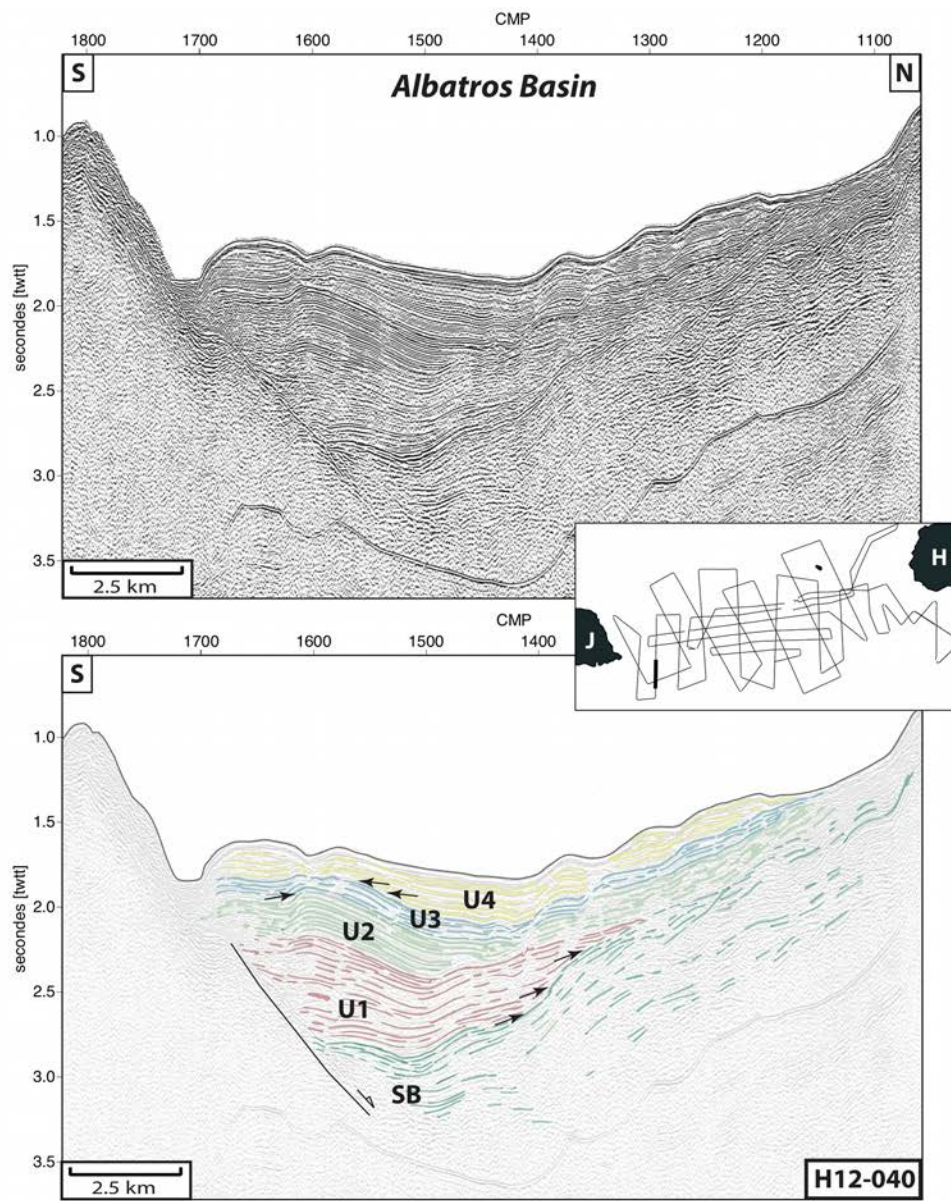 CMP
1800 1700 1600 1500 1400 1300 1200 1100
S N
Albatros Basin
1.0
1.5
2.0
2.5
3.0
3.5
secondes [twtt]
2.5 km
H
J
CMP
1800 1700 1600 1500 1400
S
1.0
1.5
2.0
2.5
3.0
3.5
secondes [twtt]
U4
U3
U2
U1
SB
2.5 km
H12-040